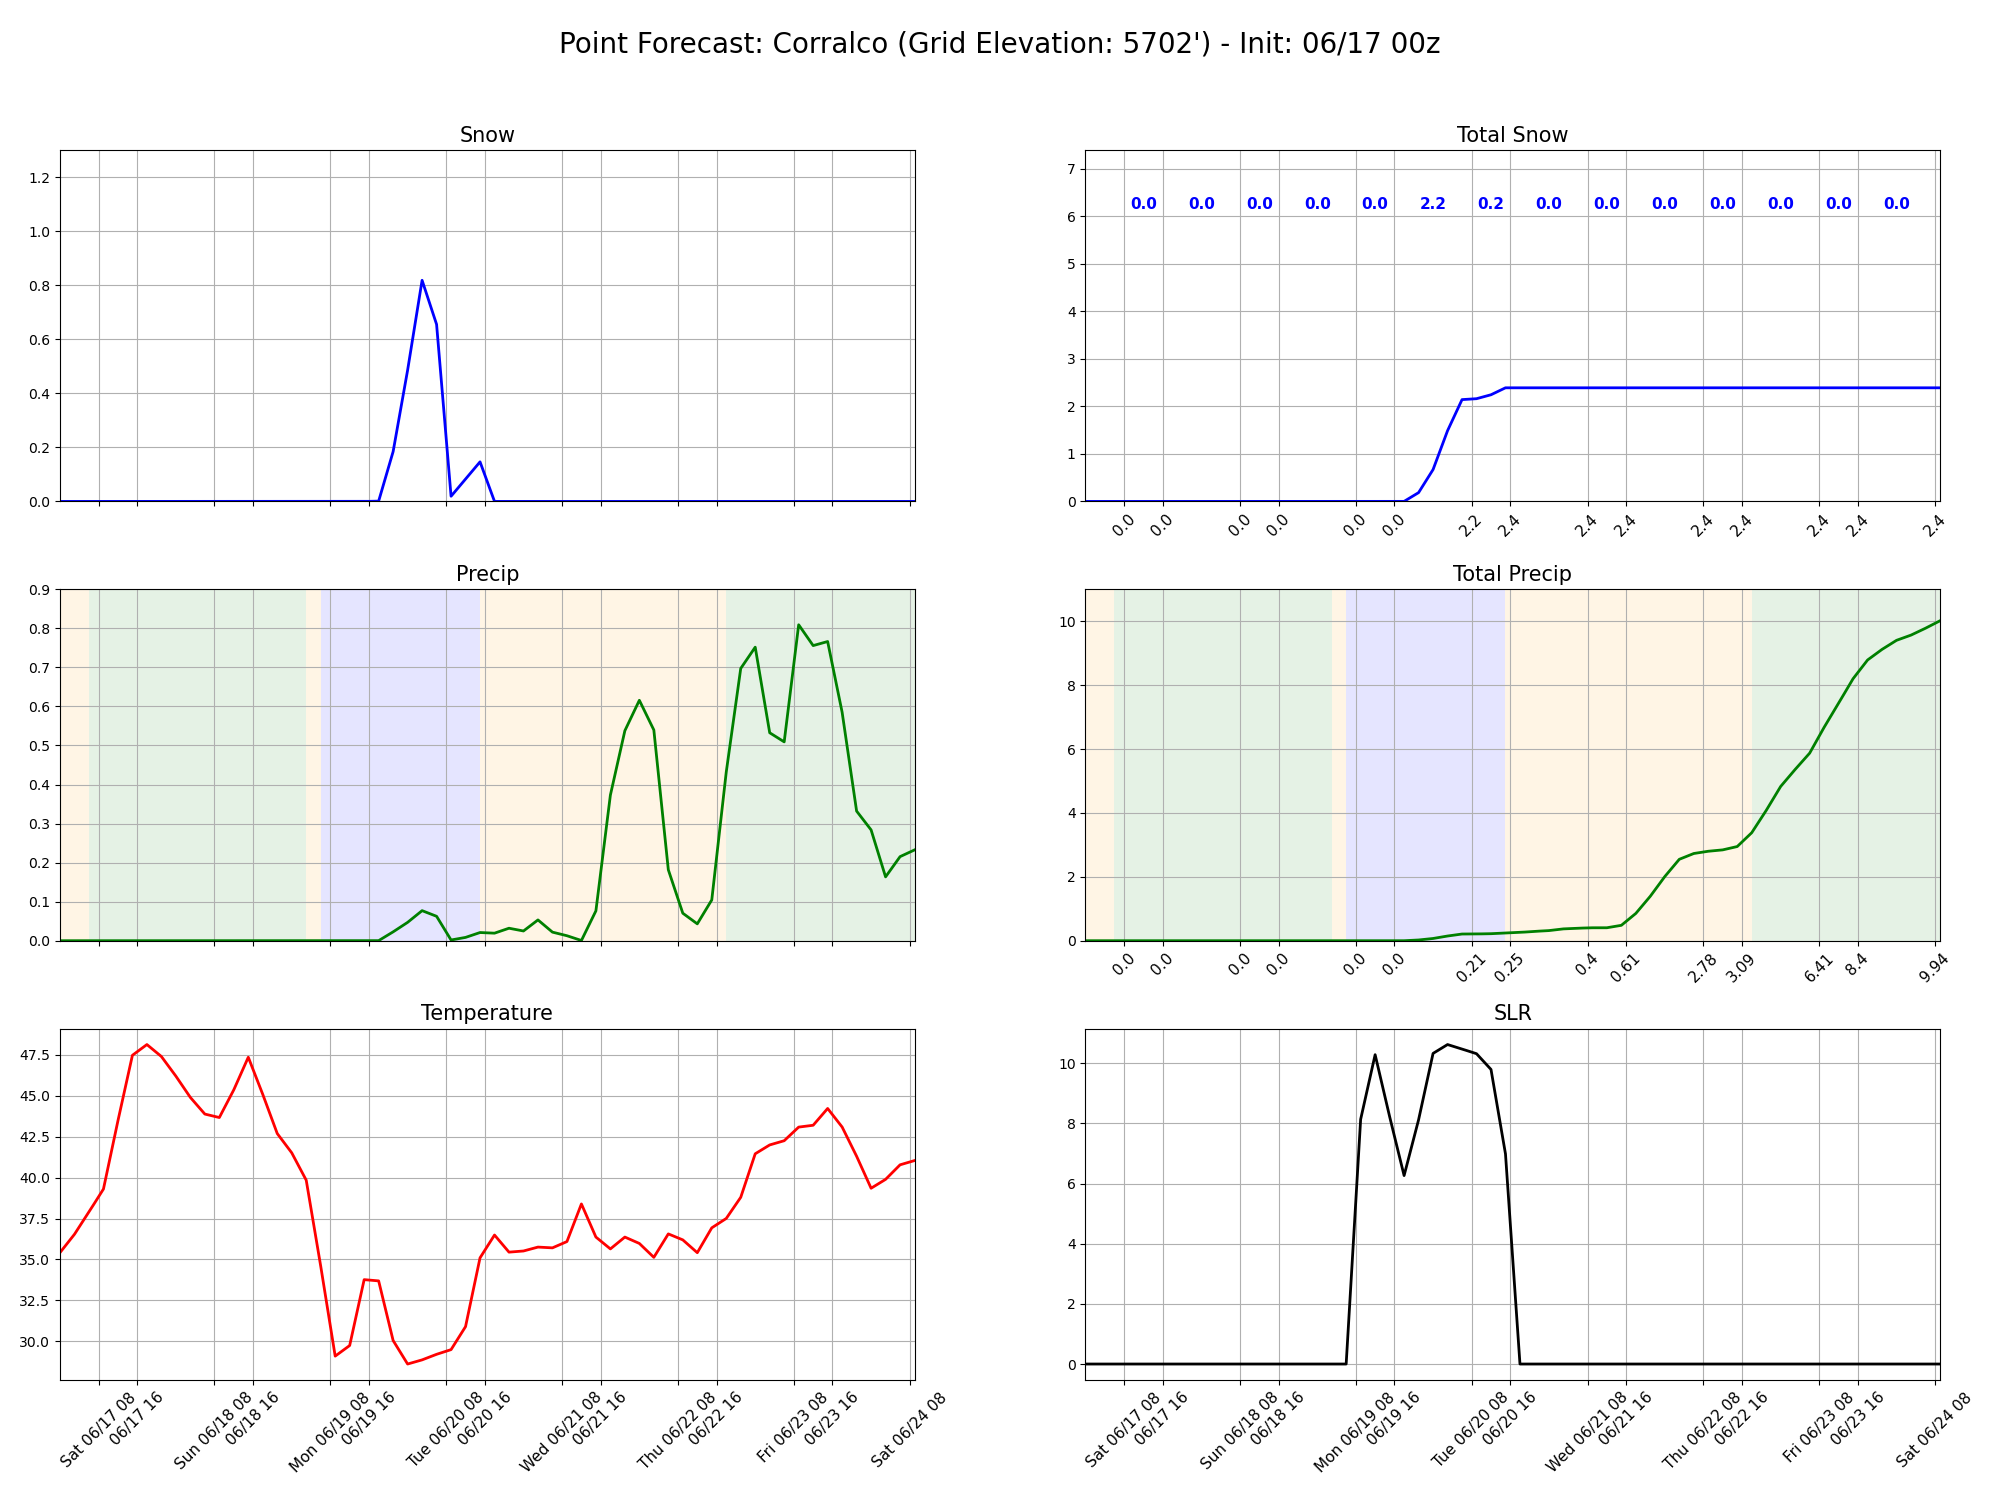 Point Forecast: Corralco (Grid Elevation: 5702') - Init: 06/17 00z
Snow
1.2
1.0
0.8
0.6
0.4
0.2
0.0
Total Snow
7
6
5
4
3
2
1
0
0.0 0.0 0.0 0.0 0.0 2.2 0.2 0.0 0.0 0.0 0.0 0.0 0.0 0.0
0.0 0.0 0.0 0.0 0.0 0.0 2.2 2.4 2.4 2.4 2.4 2.4 2.4 2.4 2.4
Precip
0.9
0.8
0.7
0.6
0.5
0.4
0.3
0.2
0.1
0.0
Total Precip
10
8
6
4
2
0
0.0 0.0 0.0 0.0 0.0 0.0 0.21 0.25 0.4 0.61 2.78 3.09 6.41 8.4 9.94
Temperature
47.5
45.0
42.5
40.0
37.5
35.0
32.5
30.0
Sat 06/17 08
06/17 16
Sun 06/18 08
06/18 16
Mon 06/19 08
06/19 16
Tue 06/20 08
06/20 16
Wed 06/21 08
06/21 16
Thu 06/22 08
06/22 16
Fri 06/23 08
06/23 16
Sat 06/24 08
SLR
10
8
6
4
2
0
Sat 06/17 08
06/17 16
Sun 06/18 08
06/18 16
Mon 06/19 08
06/19 16
Tue 06/20 08
06/20 16
Wed 06/21 08
06/21 16
Thu 06/22 08
06/22 16
Fri 06/23 08
06/23 16
Sat 06/24 08